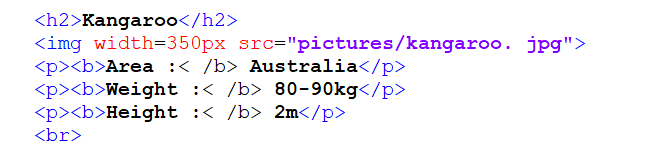 <h2>Kangaroo</h2>
<img width=350px src="pictures/kangaroo. jpg">
<p><b>Area :< /b> Australia</p>
<p><b>Weight :< /b> 80-90kg</p>
<p><b>Height :< /b> 2m</p>
<br>